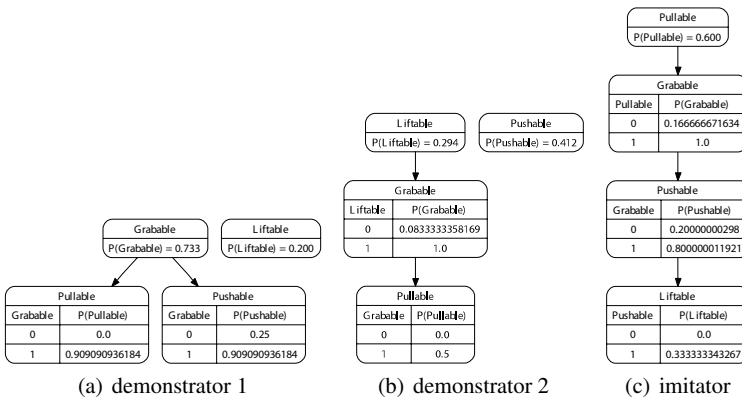 Grabable
P(Grabable) = 0.733
Liftable
P(Liftable) = 0.200
Pullable
Grabable P(Pullable)
0 0.0
1 0.909090936184
Pushable
Grabable P(Pushable)
0 0.25
1 0.909090936184
(a) demonstrator 1
Liftable
P(Liftable) = 0.294
Pushable
P(Pushable) = 0.412
Grabable
Liftable P(Grabable)
0 0.0833333358169
1 1.0
Pullable
Grabable P(Pullable)
0 0.0
1 0.5
(b) demonstrator 2
Pullable
P(Pullable) = 0.600
Grabable
Pullable P(Grabable)
0 0.166666671634
1 1.0
Pushable
Grabable P(Pushable)
0 0.20000000298
1 0.800000011921
Liftable
Pushable P(Liftable)
0 0.0
1 0.333333343267
(c) imitator